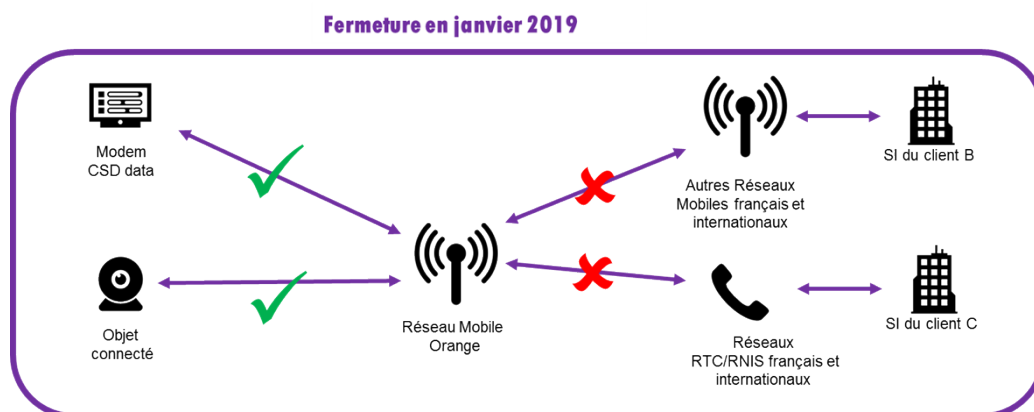 Fermeture en janvier 2019
Modem
CSD data
Autres Réseaux
Mobiles français et
internationaux
SI du client B
Objet
connecté
Réseau Mobile
Orange
Réseaux
RTC/RNIS français et
internationaux
SI du client C